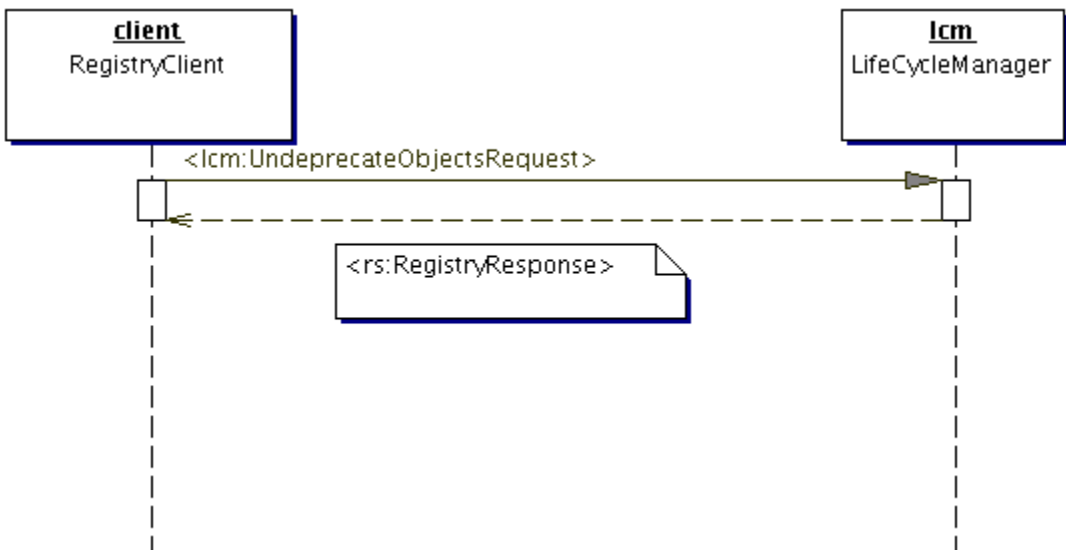 client
RegistryClient
lcm
LifeCycleManager
<lcm:UndeprecateObjectsRequest>
<rs:RegistryResponse>